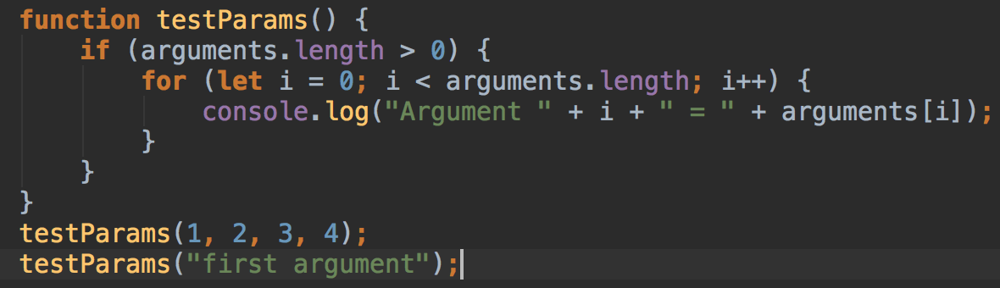 function testParams() {
    if (arguments.length > 0) {
        for (let i = 0; i < arguments.length; i++) {
            console.log("Argument " + i + " = " + arguments[i]);
        }
    }
}
testParams(1, 2, 3, 4);
testParams("first argument");